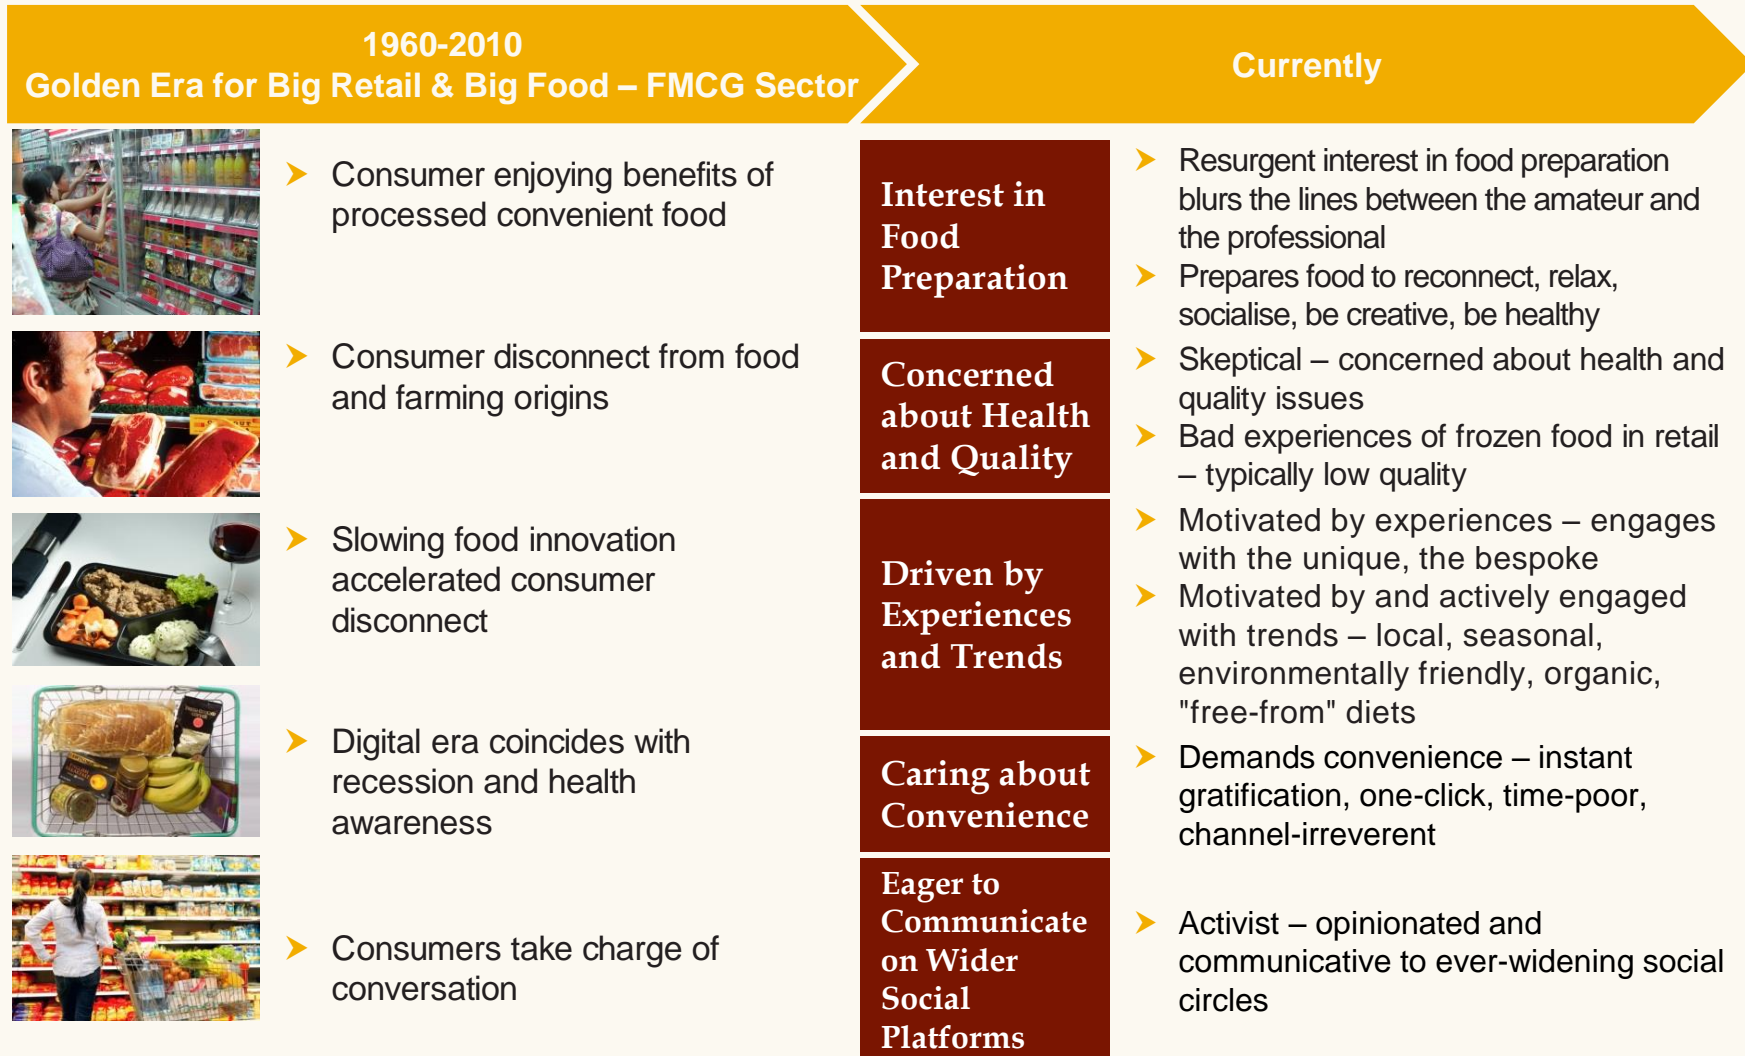 1960-2010
Golden Era for Big Retail & Big Food – FMCG Sector
Currently
Consumer enjoying benefits of
processed convenient food
Consumer disconnect from food
and farming origins
Slowing food innovation
accelerated consumer
disconnect
Digital era coincides with
recession and health
awareness
Consumers take charge of
conversation
Interest in
Food
Preparation
Resurgent interest in food preparation
blurs the lines between the amateur and
the professional
Prepares food to reconnect, relax,
socialise, be creative, be healthy
Concerned
about Health
and Quality
Skeptical – concerned about health and
quality issues
Bad experiences of frozen food in retail
– typically low quality
Driven by
Experiences
and Trends
Motivated by experiences – engages
with the unique, the bespoke
Motivated by and actively engaged
with trends – local, seasonal,
environmentally friendly, organic,
"free-from" diets
Caring about
Convenience
Demands convenience – instant
gratification, one-click, time-poor,
channel-irreverent
Eager to
Communicate
on Wider
Social
Platforms
Activist – opinionated and
communicative to ever-widening social
circles